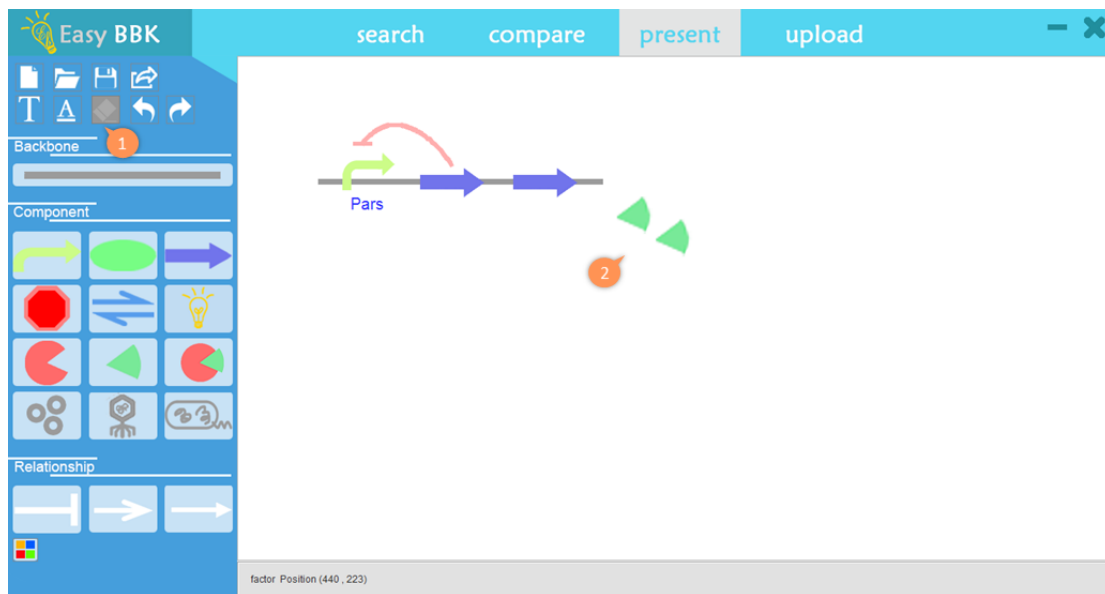 Easy BBK
search compare present upload
T A
1
Backbone
Pars
Component
2
Relationship
factor Position (440 , 223)